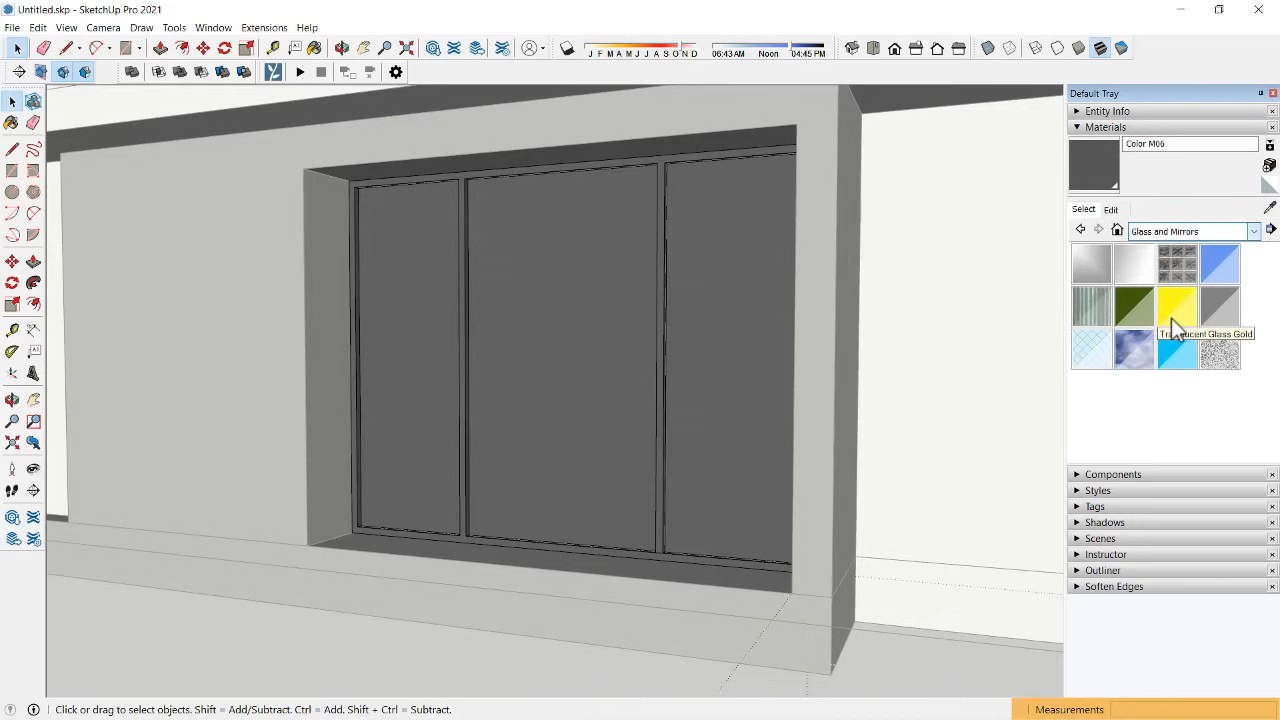 Untitled.skp - SketchUp Pro 2021
File Edit View Camera Draw Tools Window Extensions Help
J F M A M J J A S O N D
06:43 AM Noon 04:45 PM
Default Tray
Entity Info
Materials
Color M06
Select Edit
Glass and Mirrors
Components
Styles
Tags
Shadows
Scenes
Instructor
Outliner
Soften Edges
Click or drag to select objects. Shift = Add/Subtract. Ctrl = Add. Shift + Ctrl = Subtract.
Measurements